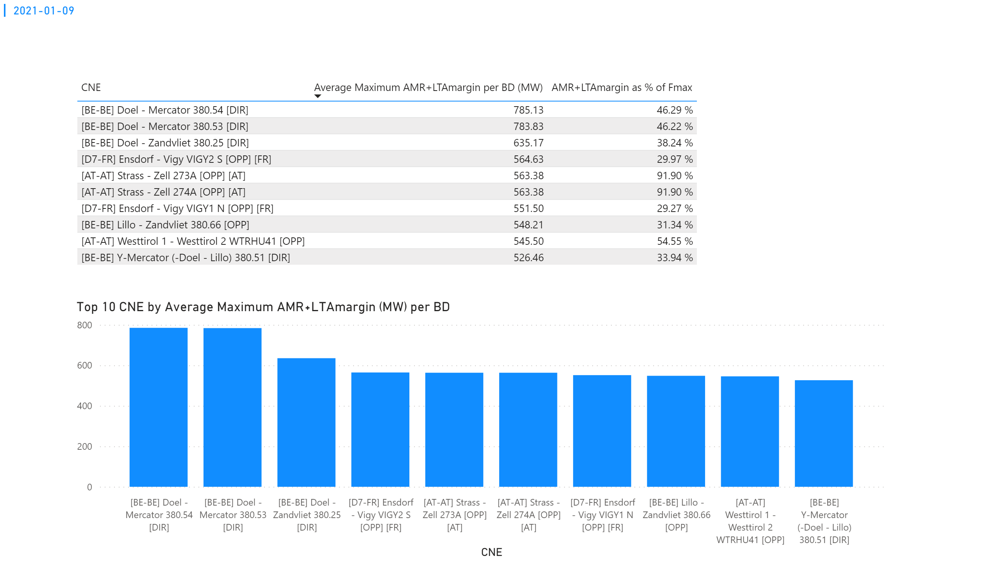 2021-01-09
CNE Average Maximum AMR+LTAmargin per BD (MW) AMR+LTAmargin as % of Fmax
[BE-BE] Doel - Mercator 380.54 [DIR] 785.13 46.29 %
[BE-BE] Doel - Mercator 380.53 [DIR] 783.83 46.22 %
[BE-BE] Doel - Zandvliet 380.25 [DIR] 635.17 38.24 %
[D7-FR] Ensdorf - Vigy VIGY2 S [OPP] [FR] 564.63 29.97 %
[AT-AT] Strass - Zell 273A [OPP] [AT] 563.38 91.90 %
[AT-AT] Strass - Zell 274A [OPP] [AT] 563.38 91.90 %
[D7-FR] Ensdorf - Vigy VIGY1 N [OPP] [FR] 551.50 29.27 %
[BE-BE] Lillo - Zandvliet 380.66 [OPP] 548.21 31.34 %
[AT-AT] Westtirol 1 - Westtirol 2 WTRHU41 [OPP] 545.50 54.55 %
[BE-BE] Y-Mercator (-Doel - Lillo) 380.51 [DIR] 526.46 33.94 %
Top 10 CNE by Average Maximum AMR+LTAmargin (MW) per BD
800
600
400
200
0
[BE-BE] Doel -
Mercator 380.54
[DIR]
[BE-BE] Doel -
Mercator 380.53
[DIR]
[BE-BE] Doel -
Zandvliet 380.25
[DIR]
[D7-FR] Ensdorf
- Vigy VIGY2 S
[OPP] [FR]
[AT-AT] Strass -
Zell 273A [OPP]
[AT]
[AT-AT] Strass -
Zell 274A [OPP]
[AT]
[D7-FR] Ensdorf
- Vigy VIGY1 N
[OPP] [FR]
[BE-BE] Lillo -
Zandvliet 380.66
[OPP]
[AT-AT]
Westtirol 1 -
Westtirol 2
WTRHU41 [OPP]
[BE-BE]
Y-Mercator
(-Doel - Lillo)
380.51 [DIR]
CNE